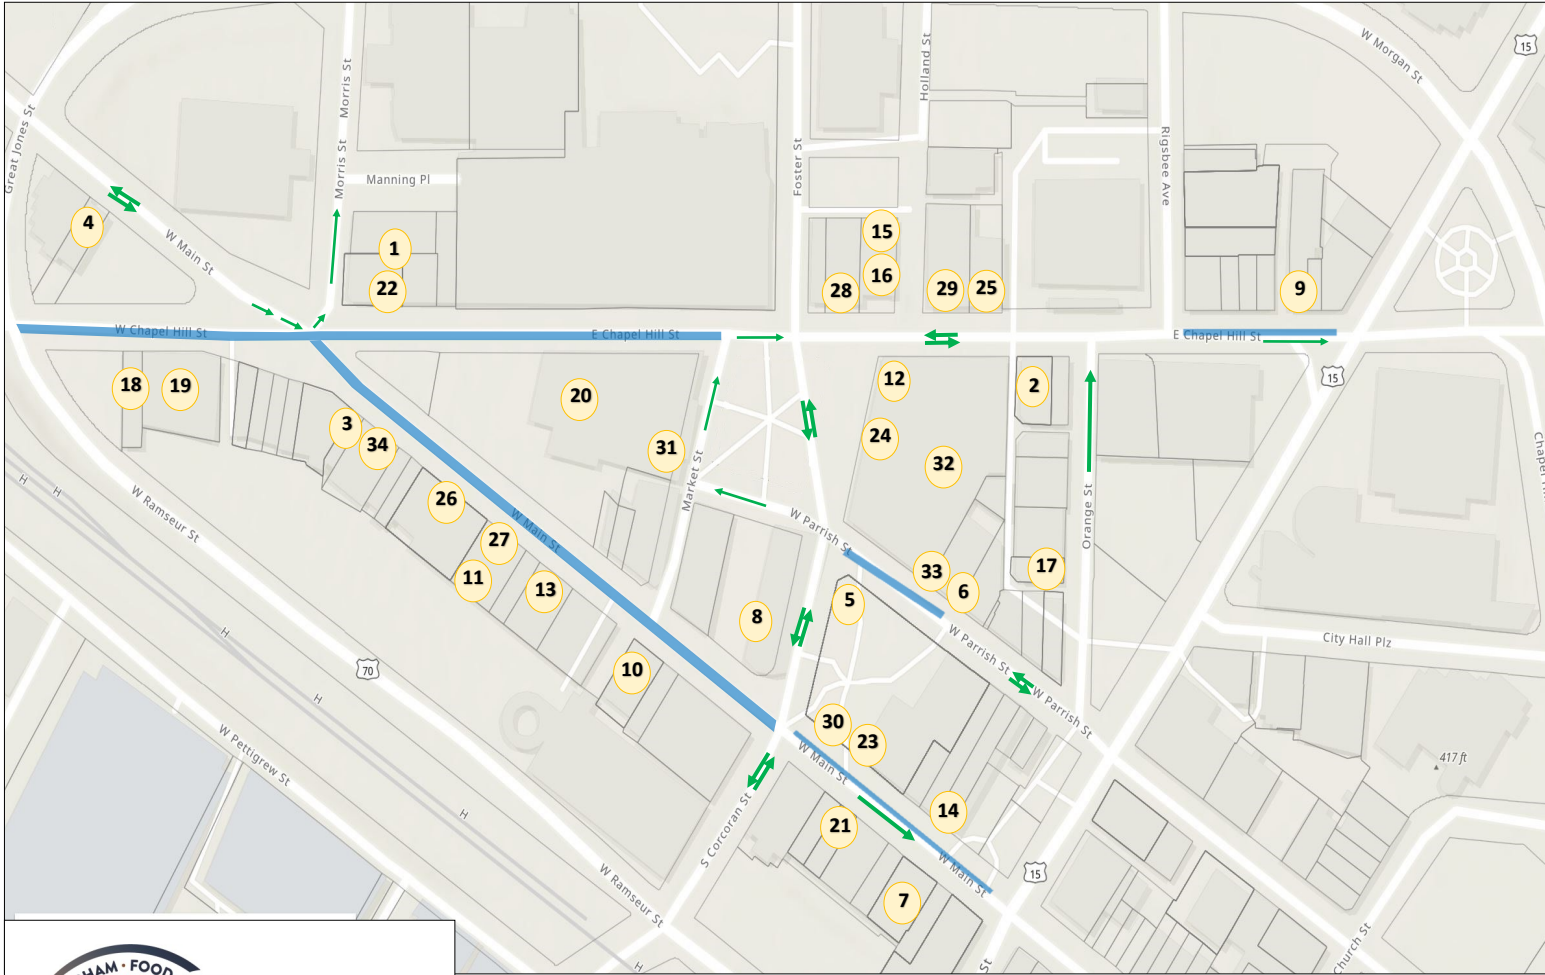 W Morgan St
15
Great Jones St
Morris St
Morris St
Manning Pl
Foster St
Holland St
Rigsbee Ave
4
W Main St
1
22
15
16
28
29
25
9
W Chapel Hill St
E Chapel Hill St
E Chapel Hill St
18
19
20
12
2
15
3
34
31
24
32
Market St
Orange St
Chapel
H
H
W Ramseur St
26
27
W Main St
W Parrish St
11
13
33
6
17
5
8
H
70
10
W Parrish St
W Parrish St
City Hall Plz
H
W Pettigrew St
30
23
W Main St
417 ft
S Corcoran St
H
21
14
W Main St
15
7
W Ramseur St
H
St
Church St
HAM · FOO